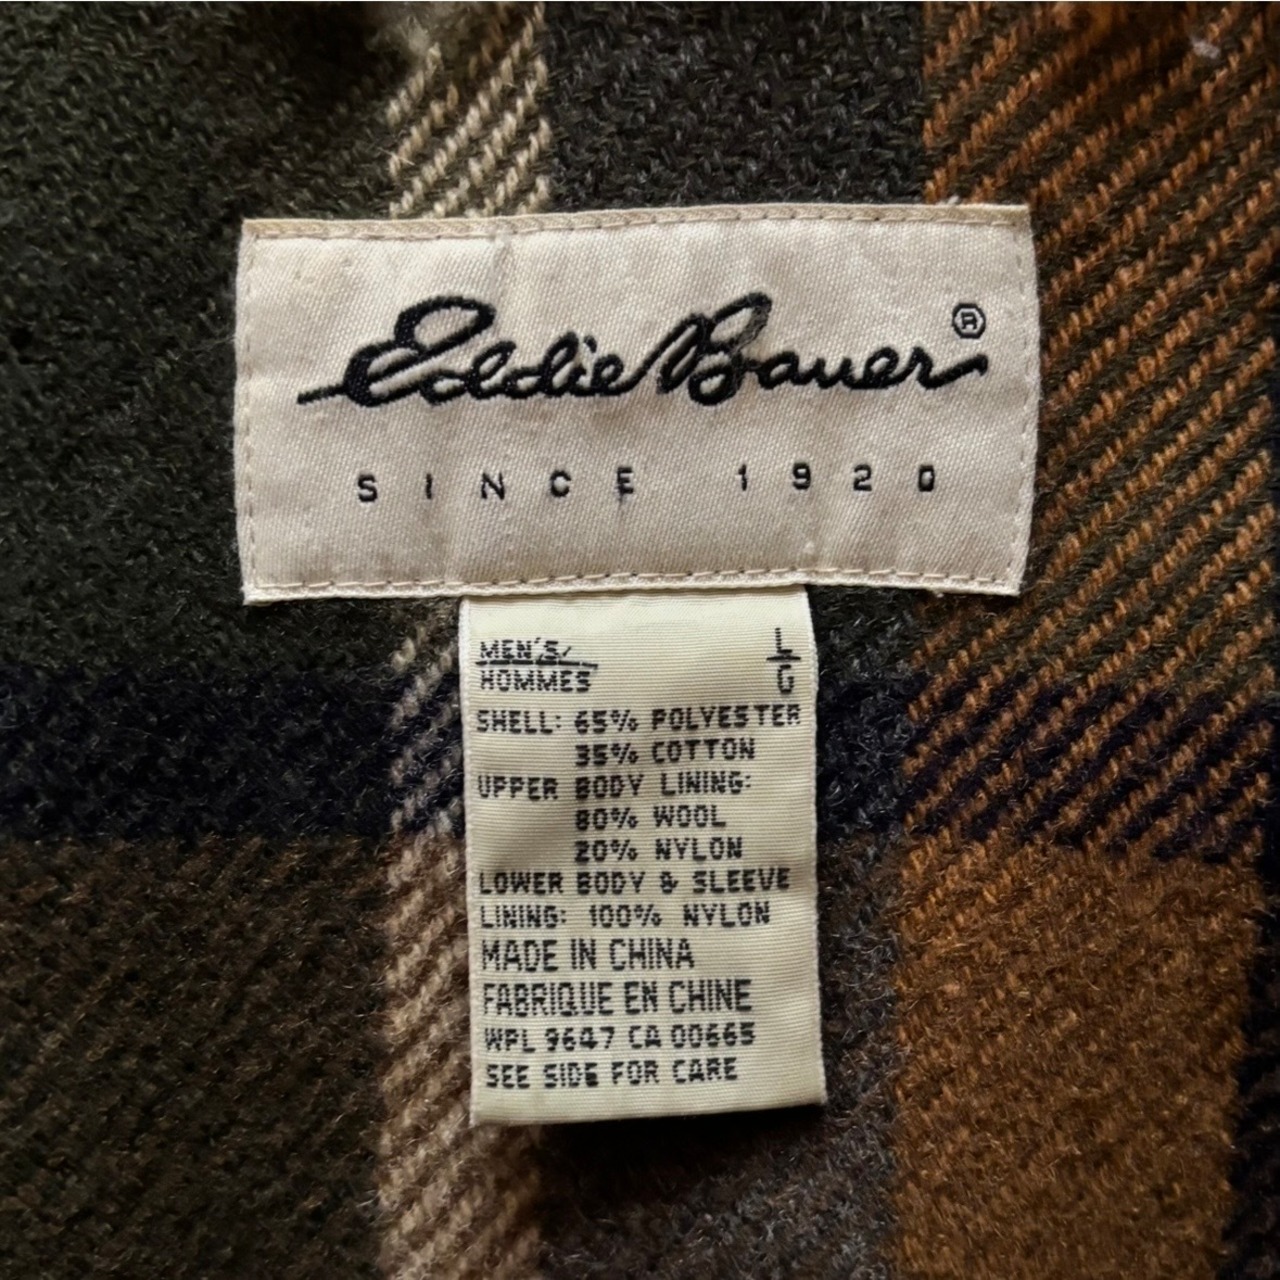 Eddie Bauer®
SINCE 1920
MEN'S/ L
HOMMES G
SHELL: 65% POLYESTER
35% COTTON
UPPER BODY LINING:
80% WOOL
20% NYLON
LOWER BODY & SLEEVE
LINING: 100% NYLON
MADE IN CHINA
FABRIQUE EN CHINE
WPL 9647 CA 00665
SEE SIDE FOR CARE